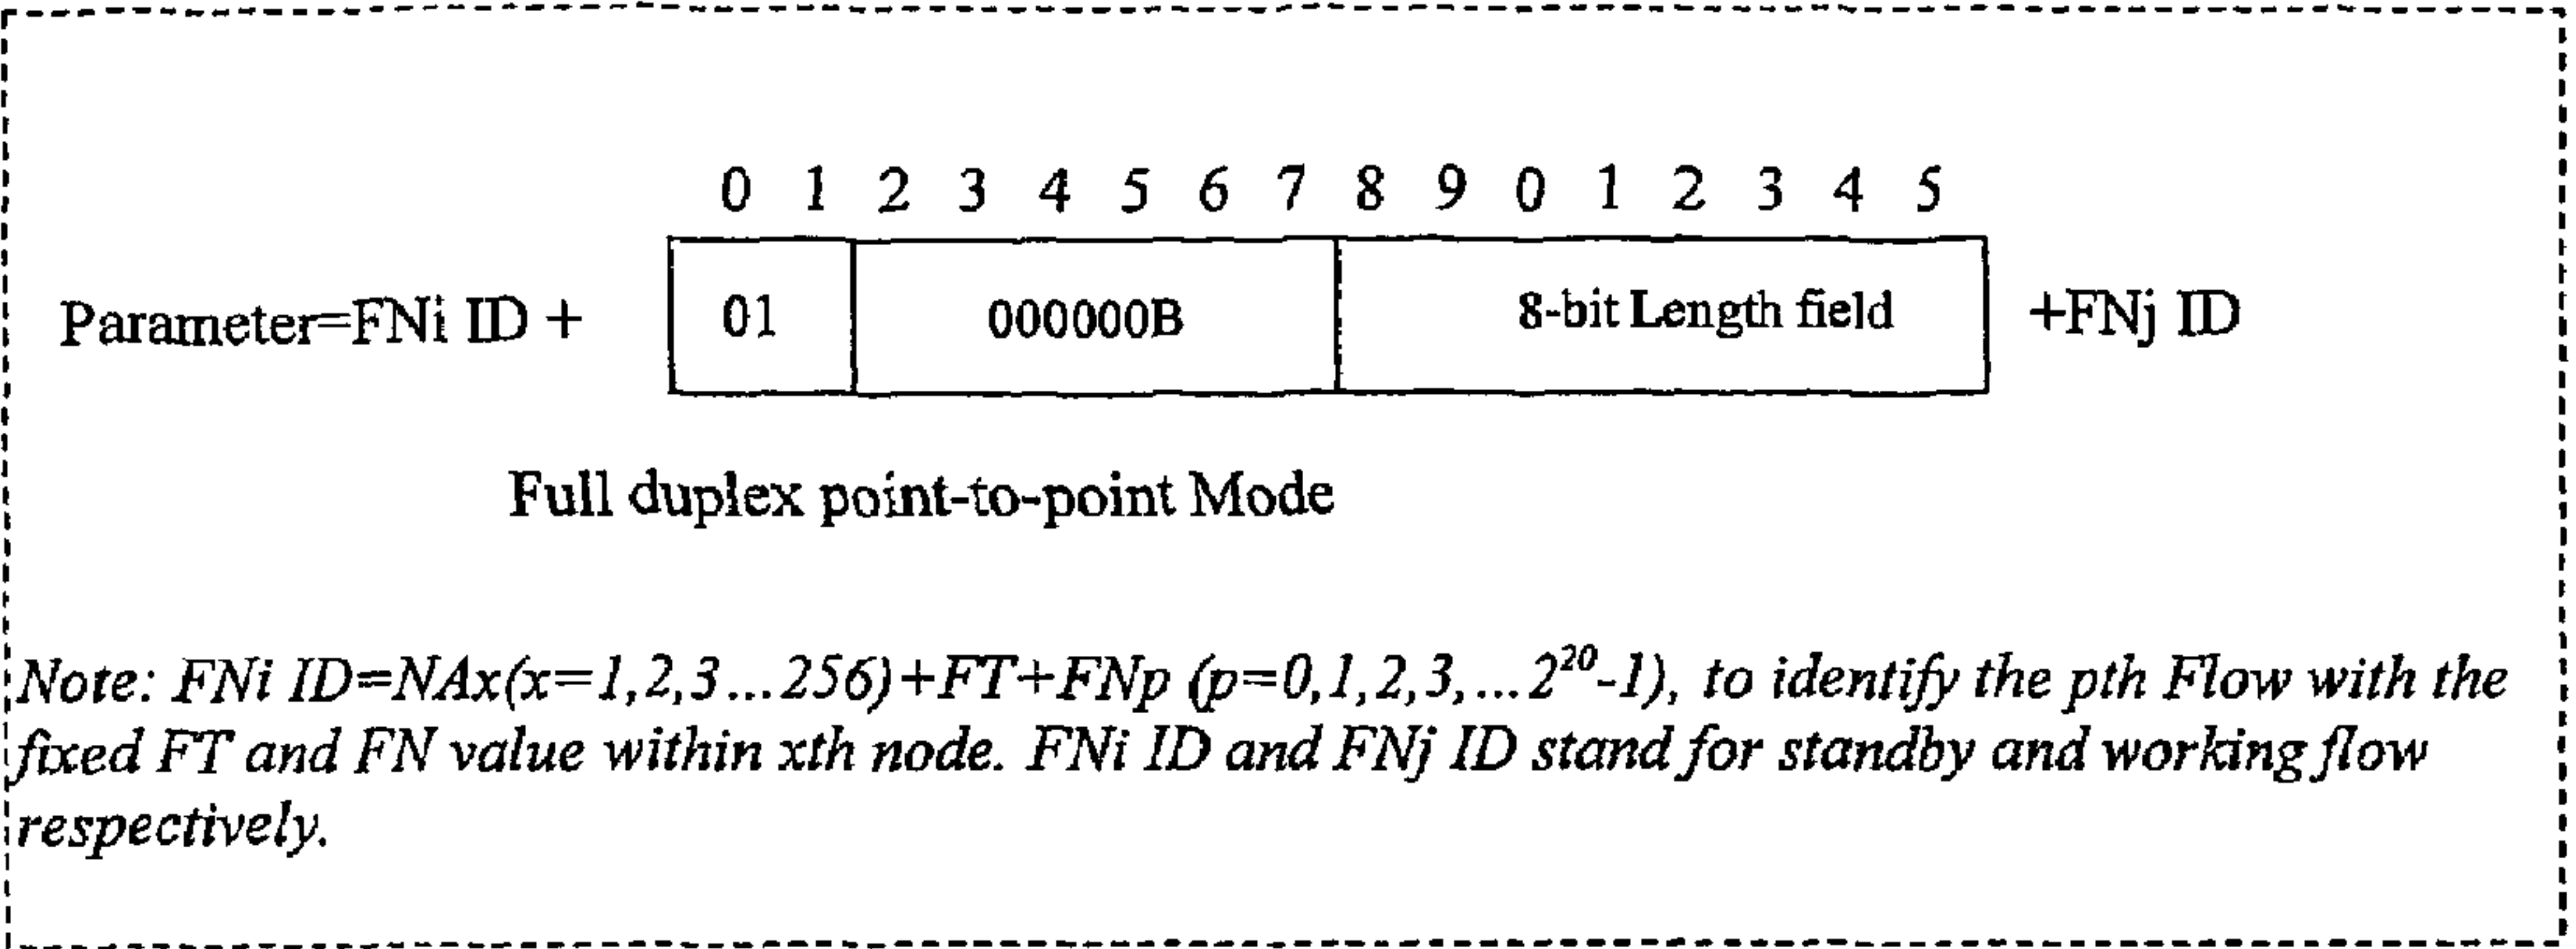 0 1 2 3 4 5 6 7 8 9 0 1 2 3 4 5
Parameter=FNi ID + 01 000000B 8-bit Length field +FNj ID
Full duplex point-to-point Mode
Note: FNi ID=NAx(x=1,2,3...256)+FT+FNp (p=0,1,2,3,...2²⁰-1), to identify the pth Flow with the
fixed FT and FN value within xth node. FNi ID and FNj ID stand for standby and working flow
respectively.